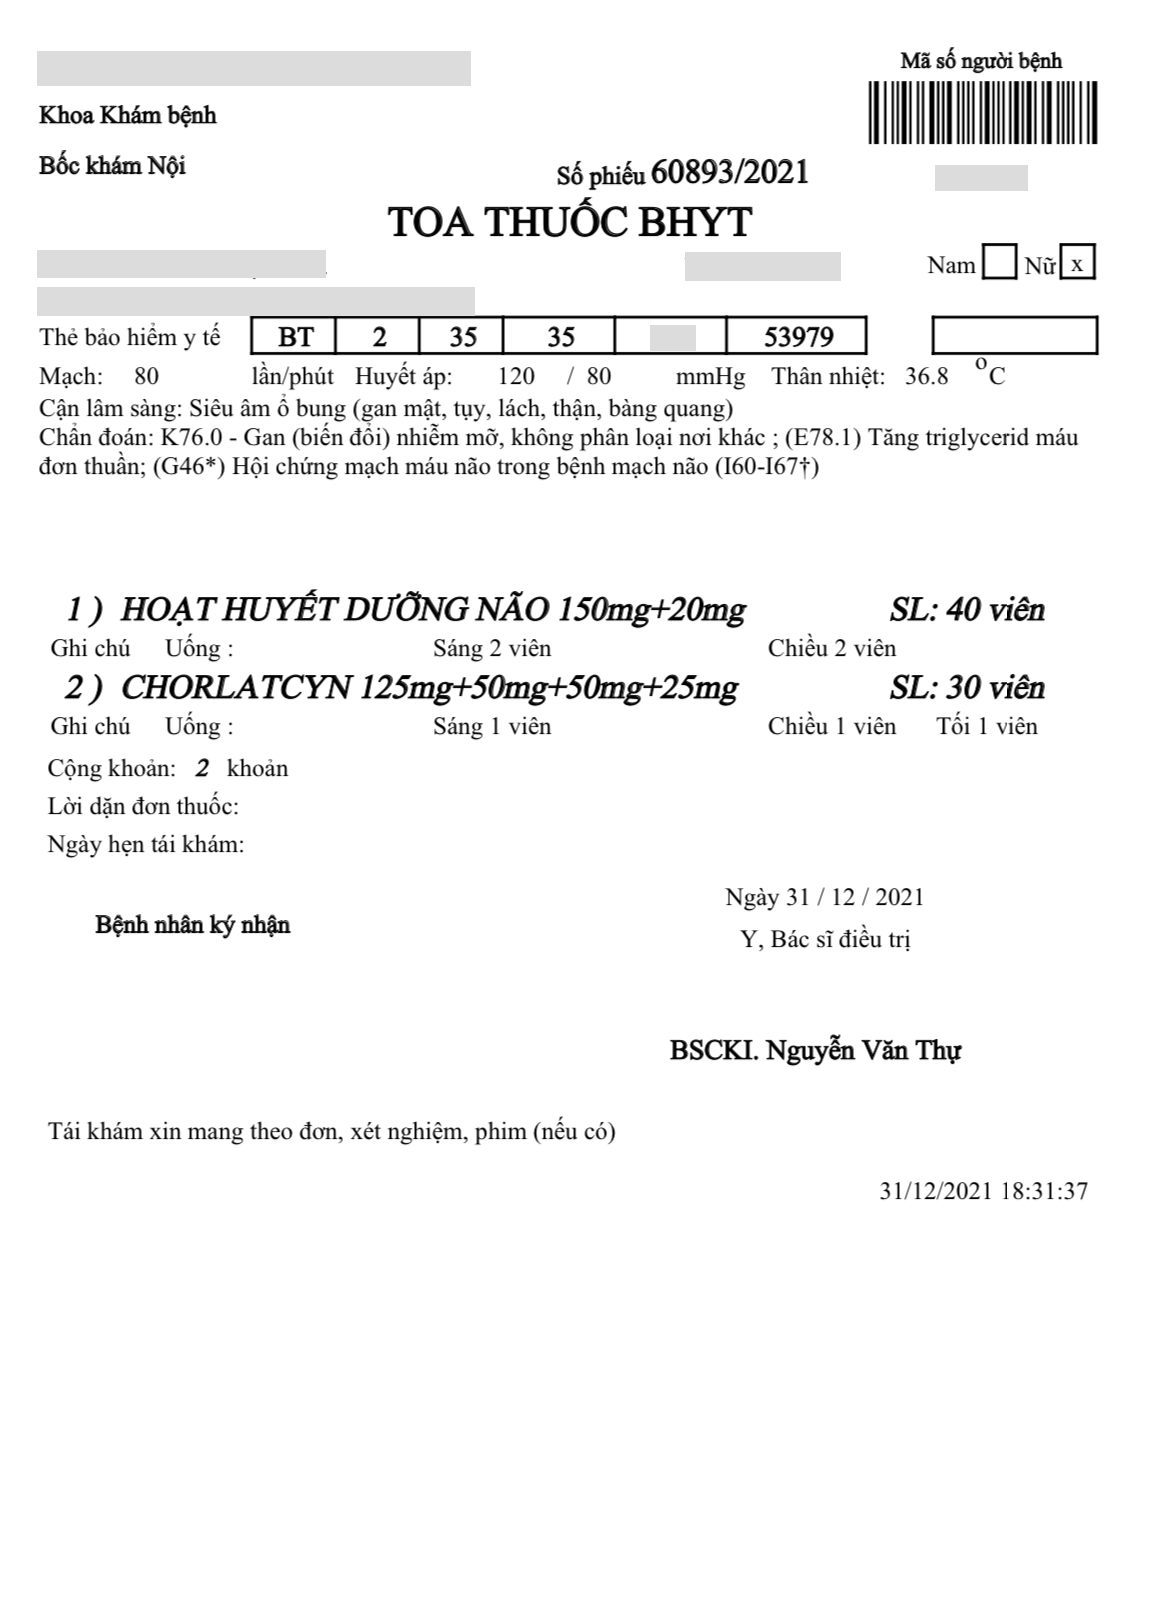 Mã số người bệnh
Khoa Khám bệnh
Bốc khám Nội
Số phiếu 60893/2021
TOA THUỐC BHYT
Nam Nữ x
Thẻ bảo hiểm y tế BT 2 35 35 53979
Mạch: 80 lần/phút Huyết áp: 120 / 80 mmHg Thân nhiệt: 36.8 °C
Cận lâm sàng: Siêu âm ổ bung (gan mật, tụy, lách, thận, bàng quang)
Chẩn đoán: K76.0 - Gan (biến đổi) nhiễm mỡ, không phân loại nơi khác ; (E78.1) Tăng triglycerid máu
đơn thuần; (G46*) Hội chứng mạch máu não trong bệnh mạch não (I60-I67†)
1 ) HOẠT HUYẾT DƯỠNG NÃO 150mg+20mg SL: 40 viên
Ghi chú Uống : Sáng 2 viên Chiều 2 viên
2 ) CHORLATCYN 125mg+50mg+50mg+25mg SL: 30 viên
Ghi chú Uống : Sáng 1 viên Chiều 1 viên Tối 1 viên
Cộng khoản: 2 khoản
Lời dặn đơn thuốc:
Ngày hẹn tái khám:
Ngày 31 / 12 / 2021
Bệnh nhân ký nhận
Y, Bác sĩ điều trị
BSCKI. Nguyễn Văn Thự
Tái khám xin mang theo đơn, xét nghiệm, phim (nếu có)
31/12/2021 18:31:37